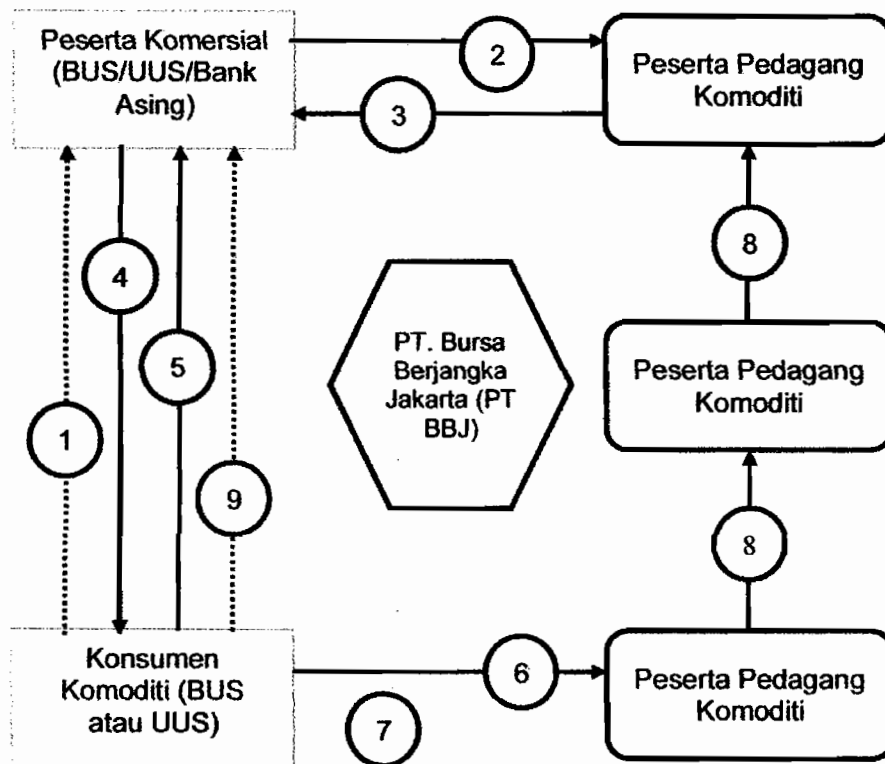 Peserta Komersial
(BUS/UUS/Bank
Asing)
2
3
Peserta Pedagang
Komoditi
8
4
5
1
9
PT. Bursa
Berjangka
Jakarta (PT
BBJ)
Peserta Pedagang
Komoditi
8
Konsumen
Komoditi (BUS
atau UUS)
6
7
Peserta Pedagang
Komoditi